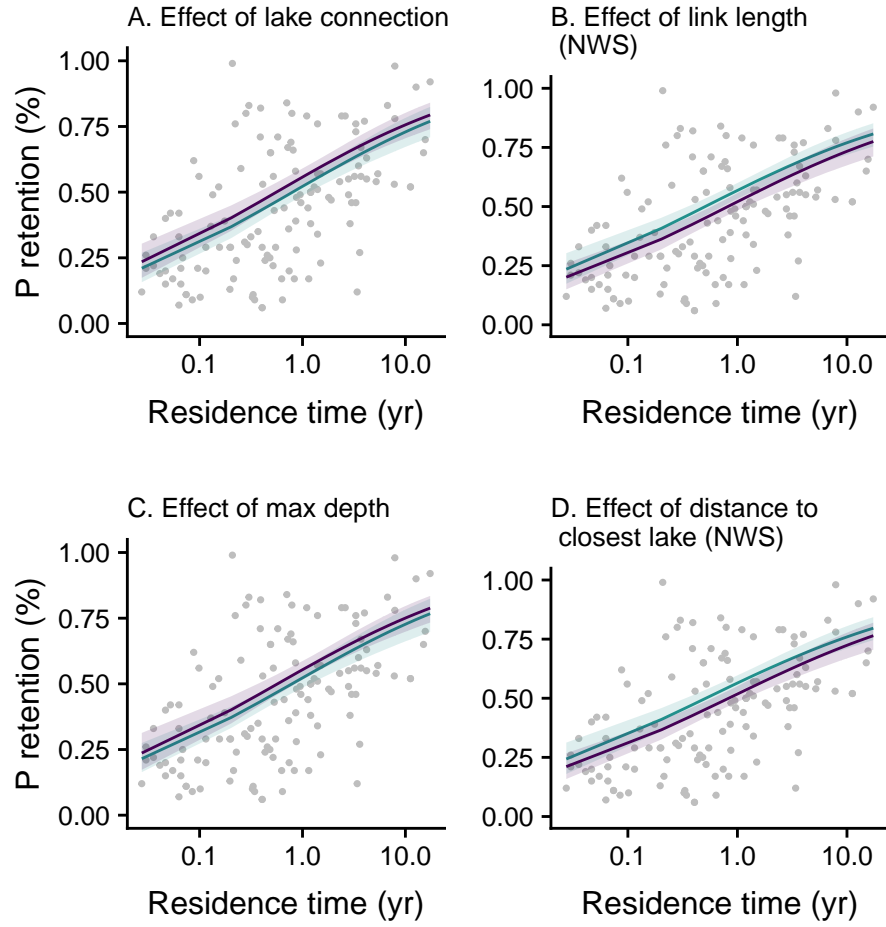 A. Effect of lake connection
P retention (%)
1.00
0.75
0.50
0.25
0.00
0.1 1.0 10.0
Residence time (yr)
B. Effect of link length
(NWS)
1.00
0.75
0.50
0.25
0.00
0.1 1.0 10.0
Residence time (yr)
C. Effect of max depth
P retention (%)
1.00
0.75
0.50
0.25
0.00
0.1 1.0 10.0
Residence time (yr)
D. Effect of distance to
closest lake (NWS)
1.00
0.75
0.50
0.25
0.00
0.1 1.0 10.0
Residence time (yr)